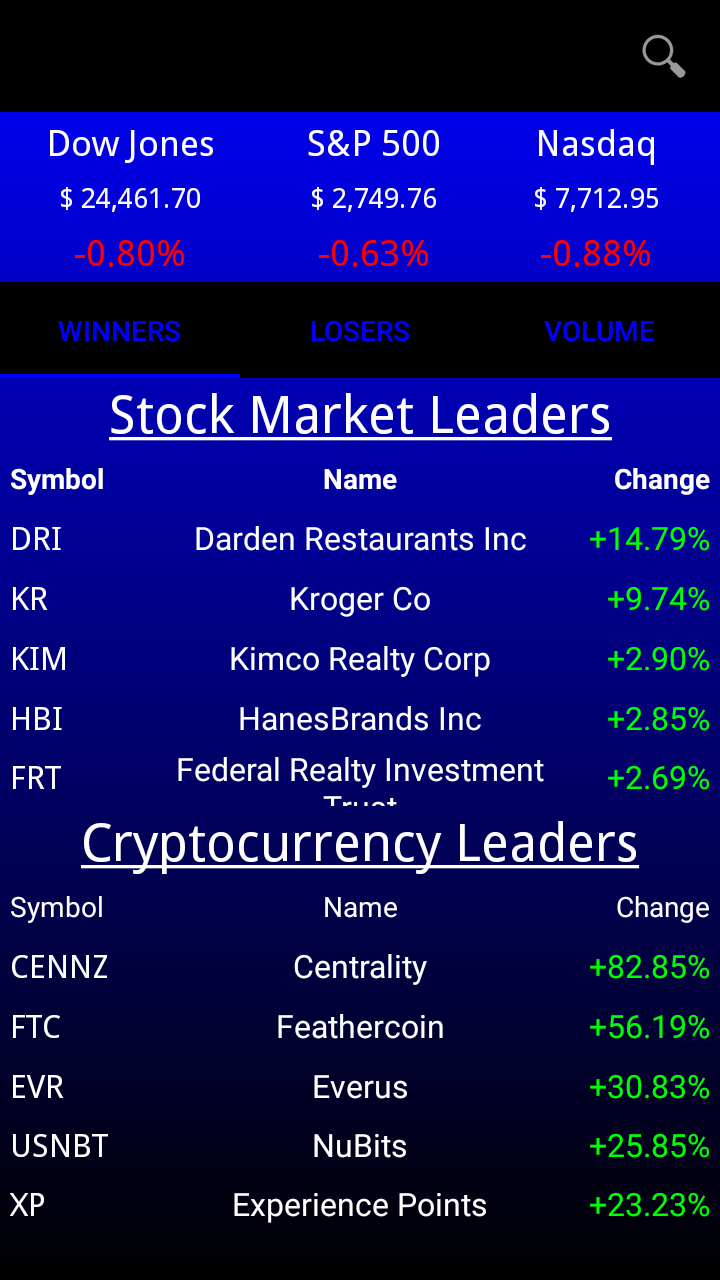 Dow Jones S&P 500 Nasdaq
$ 24,461.70 $ 2,749.76 $ 7,712.95
-0.80% -0.63% -0.88%
WINNERS LOSERS VOLUME
Stock Market Leaders
Symbol Name Change
DRI Darden Restaurants Inc +14.79%
KR Kroger Co +9.74%
KIM Kimco Realty Corp +2.90%
HBI HanesBrands Inc +2.85%
FRT Federal Realty Investment +2.69%
Trust
Cryptocurrency Leaders
Symbol Name Change
CENNZ Centrality +82.85%
FTC Feathercoin +56.19%
EVR Everus +30.83%
USNBT NuBits +25.85%
XP Experience Points +23.23%